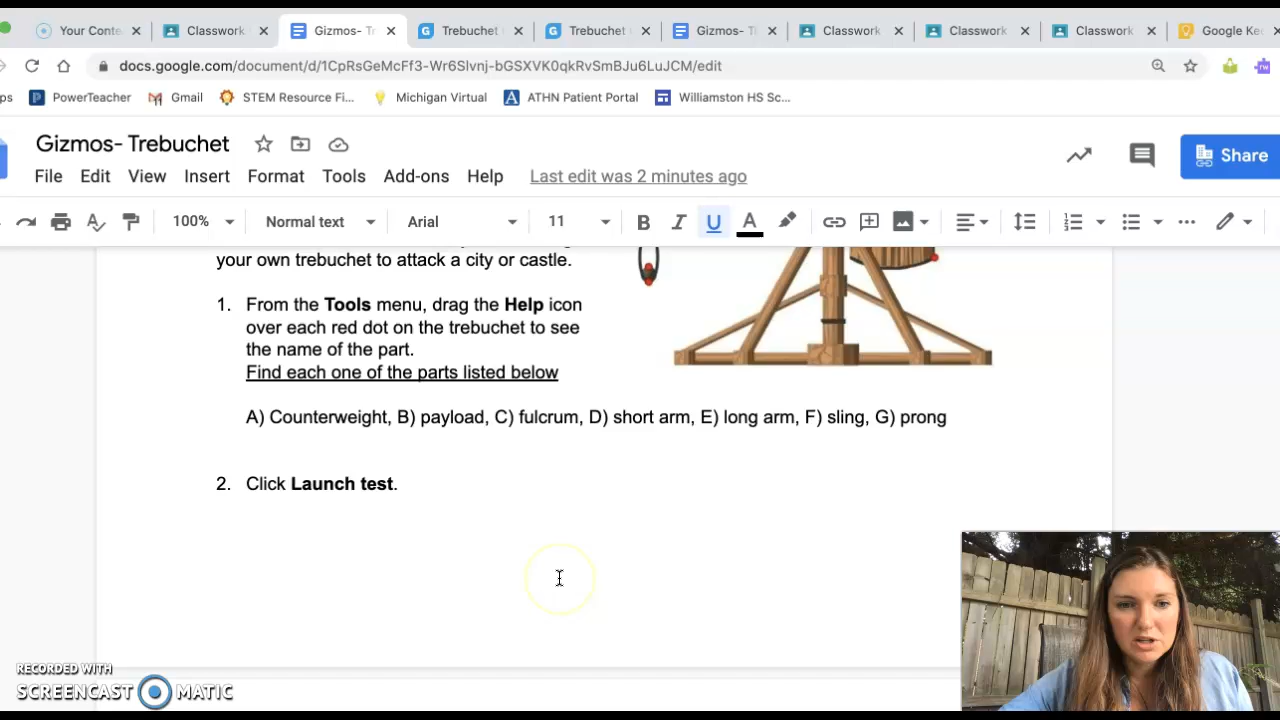 Your Conte
Classwork
Gizmos- Tr
Trebuchet
Trebuchet
Gizmos- T
Classwork
Classwork
Classwork
Google Kee
docs.google.com/document/d/1CpRsGeMcFf3-Wr6Slvnj-bGSXVK0qkRvSmBJu6LuJCM/edit
ps PowerTeacher Gmail STEM Resource Fi... Michigan Virtual ATHN Patient Portal Williamston HS Sc...
Gizmos- Trebuchet
Share
File Edit View Insert Format Tools Add-ons Help Last edit was 2 minutes ago
100% Normal text Arial 11 B I U A
your own trebuchet to attack a city or castle.
1. From the Tools menu, drag the Help icon
over each red dot on the trebuchet to see
the name of the part.
Find each one of the parts listed below
A) Counterweight, B) payload, C) fulcrum, D) short arm, E) long arm, F) sling, G) prong
2. Click Launch test.
RECORDED WITH
SCREENCAST MATIC